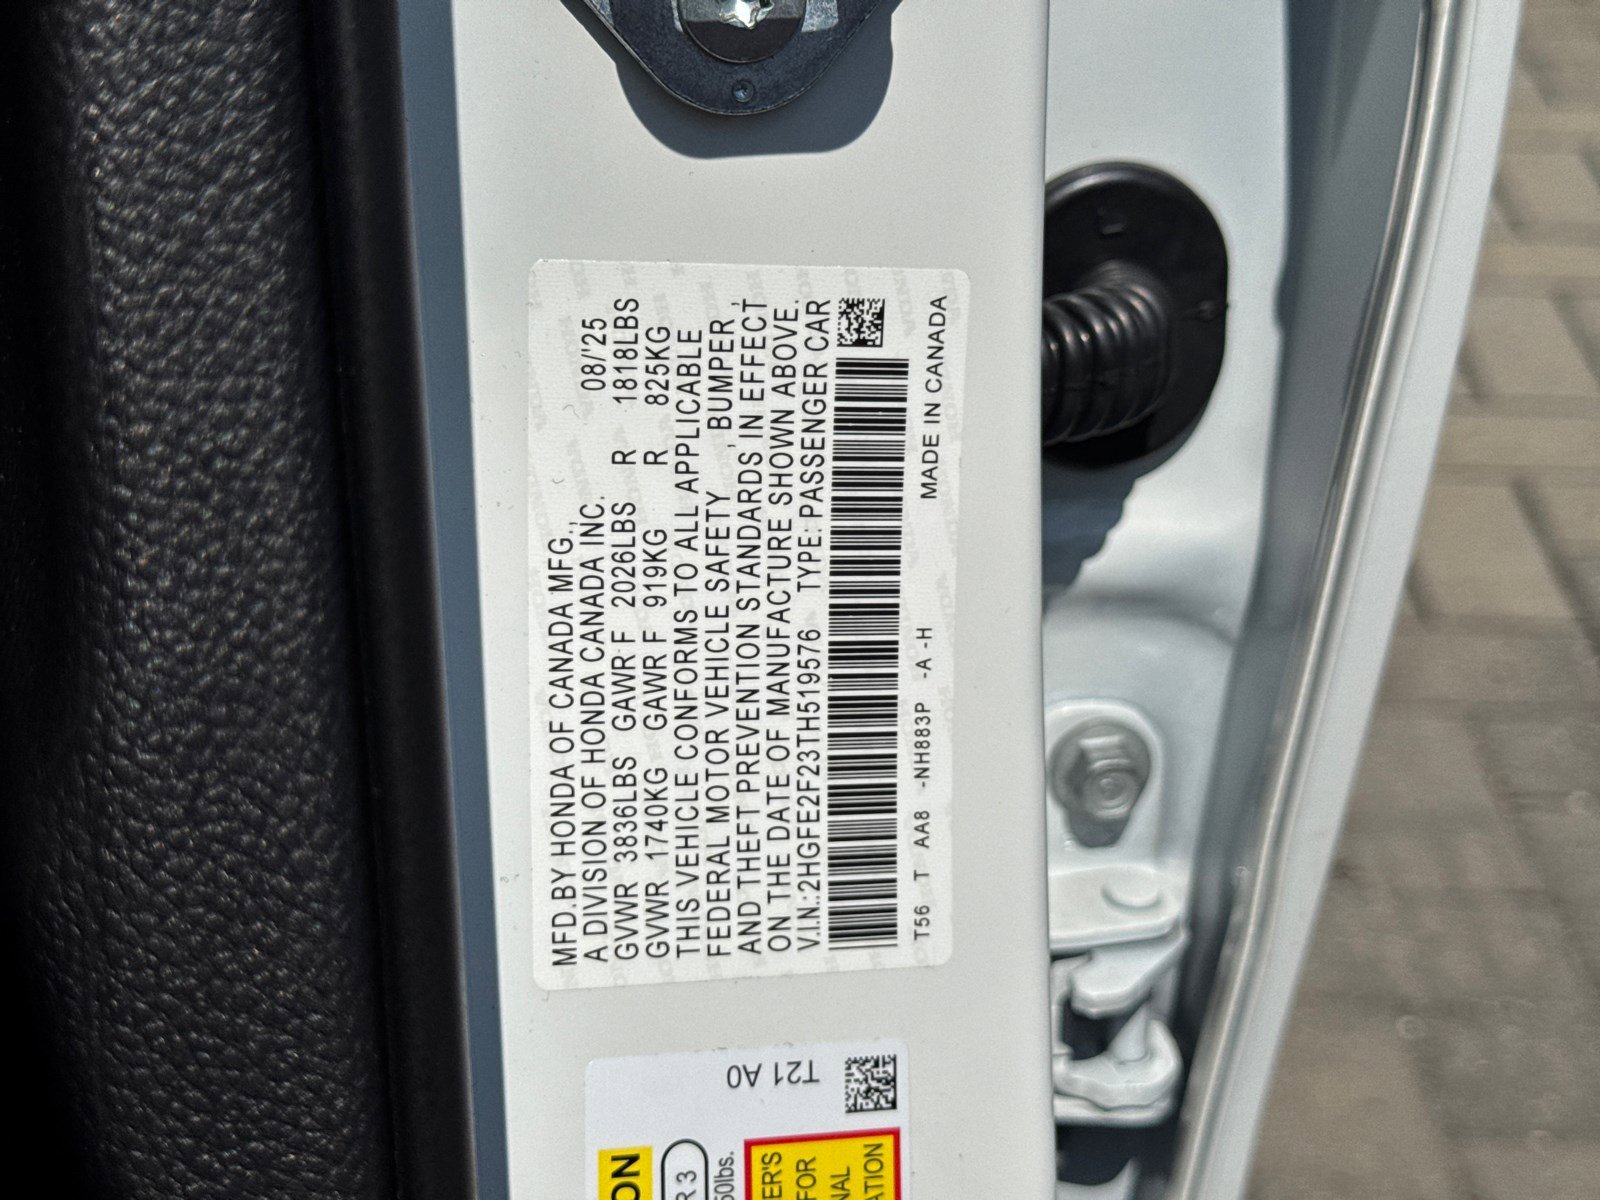 MFD.BY HONDA OF CANADA MFG.,
A DIVISION OF HONDA CANADA INC. 08/'25
GVWR 3836LBS GAWR F 2026LBS R 1818LBS
GVWR 1740KG GAWR F 919KG R 825KG
THIS VEHICLE CONFORMS TO ALL APPLICABLE
FEDERAL MOTOR VEHICLE SAFETY, BUMPER,
AND THEFT PREVENTION STANDARDS IN EFFECT
ON THE DATE OF MANUFACTURE SHOWN ABOVE.
V.I.N.:2HGFE2F23TH519576 TYPE:PASSENGER CAR
T56 T AA8 -NH883P -A -H MADE IN CANADA
T21 A0